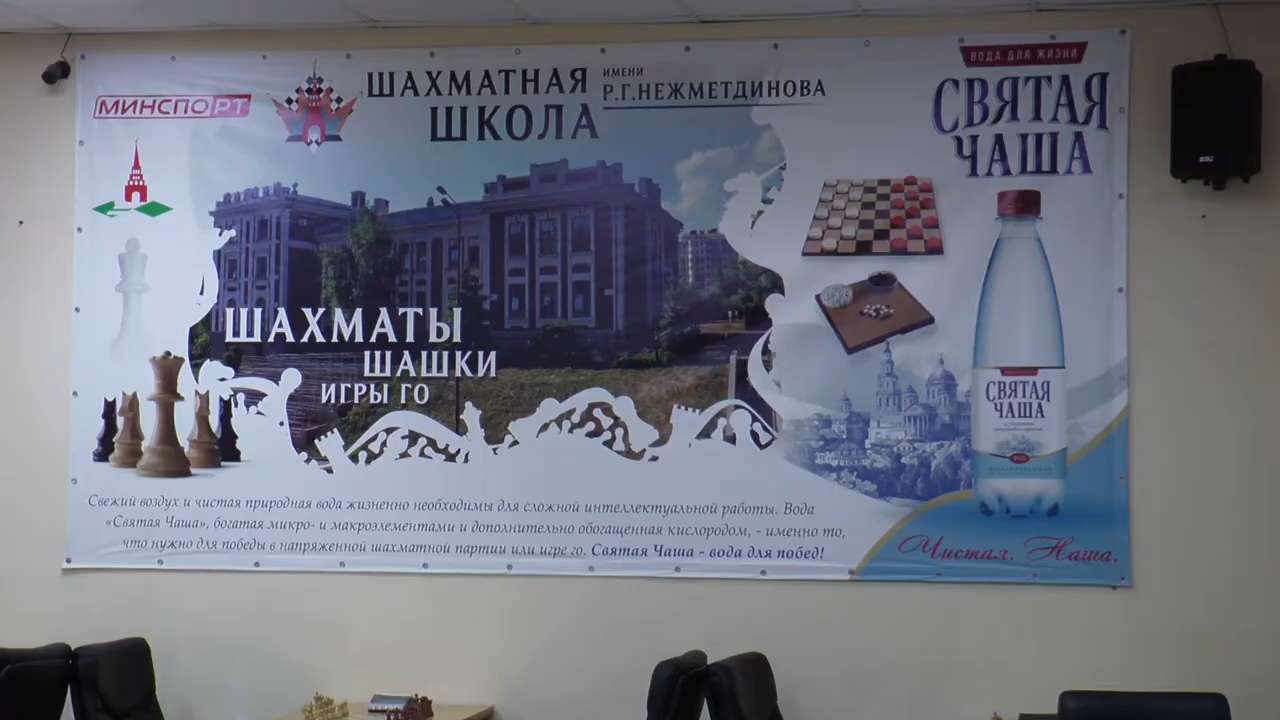 МИНСПОРТ
ШАХМАТНАЯ
ШКОЛА
ИМЕНИ
Р.Г.НЕЖМЕТДИНОВА
ВОДА ДЛЯ ЖИЗНИ
СВЯТАЯ
ЧАША
ШАХМАТЫ
ШАШКИ
ИГРЫ ГО
СВЯТАЯ
ЧАША
Свежий воздух и чистая природная вода жизненно необходимы для сложной интеллектуальной работы. Вода
«Святая Чаша», богатая микро- и макроэлементами и дополнительно обогащенная кислородом, - именно то,
что нужно для победы в напряженной шахматной партии или игре го. Святая Чаша - вода для побед!
Чистая. Наша.